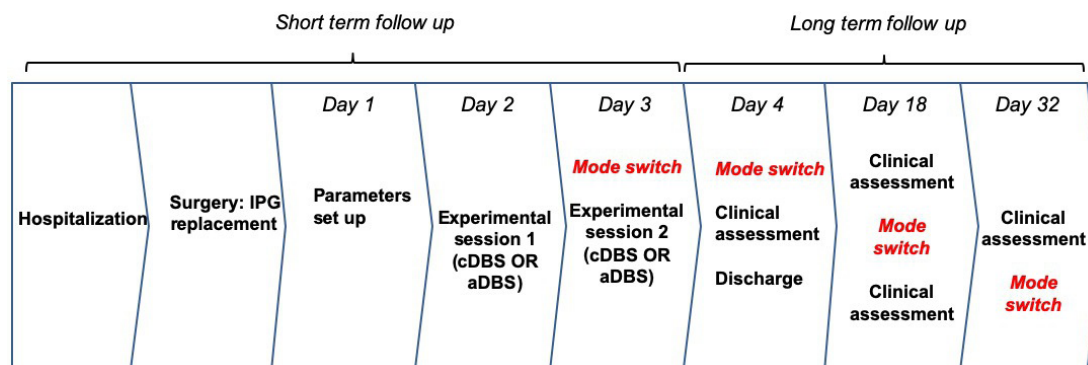 Short term follow up
Long term follow up
Hospitalization
Surgery: IPG
replacement
Day 1
Parameters
set up
Day 2
Experimental
session 1
(cDBS OR
aDBS)
Day 3
Mode switch
Experimental
session 2
(cDBS OR
aDBS)
Day 4
Mode switch
Clinical
assessment
Discharge
Day 18
Clinical
assessment
Mode
switch
Clinical
assessment
Day 32
Clinical
assessment
Mode
switch